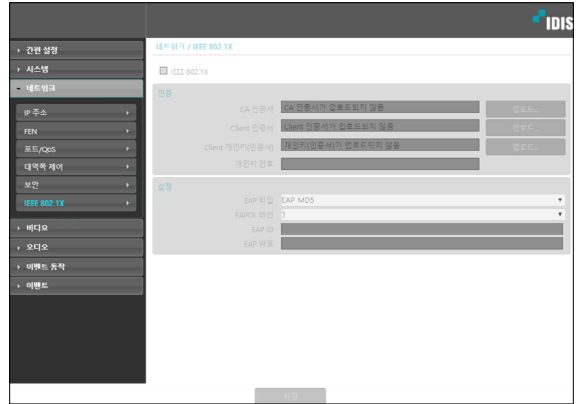 IDIS
간편 설정
시스템
네트워크
IP 주소
FEN
포트/QoS
대역폭 제어
보안
IEEE 802.1X
비디오
오디오
이벤트 동작
이벤트
네트워크 / IEEE 802.1X
IEEE 802.1X
인증
CA 인증서 CA 인증서가 업로드되지 않음 업로드...
Client 인증서 Client 인증서가 업로드되지 않음 업로드...
Client 개인키(인증서) 개인키(인증서)가 업로드되지 않음 업로드...
개인키 암호
설정
EAP 타입 EAP-MD5
EAPOL 버전 1
EAP ID
EAP 암호
저장